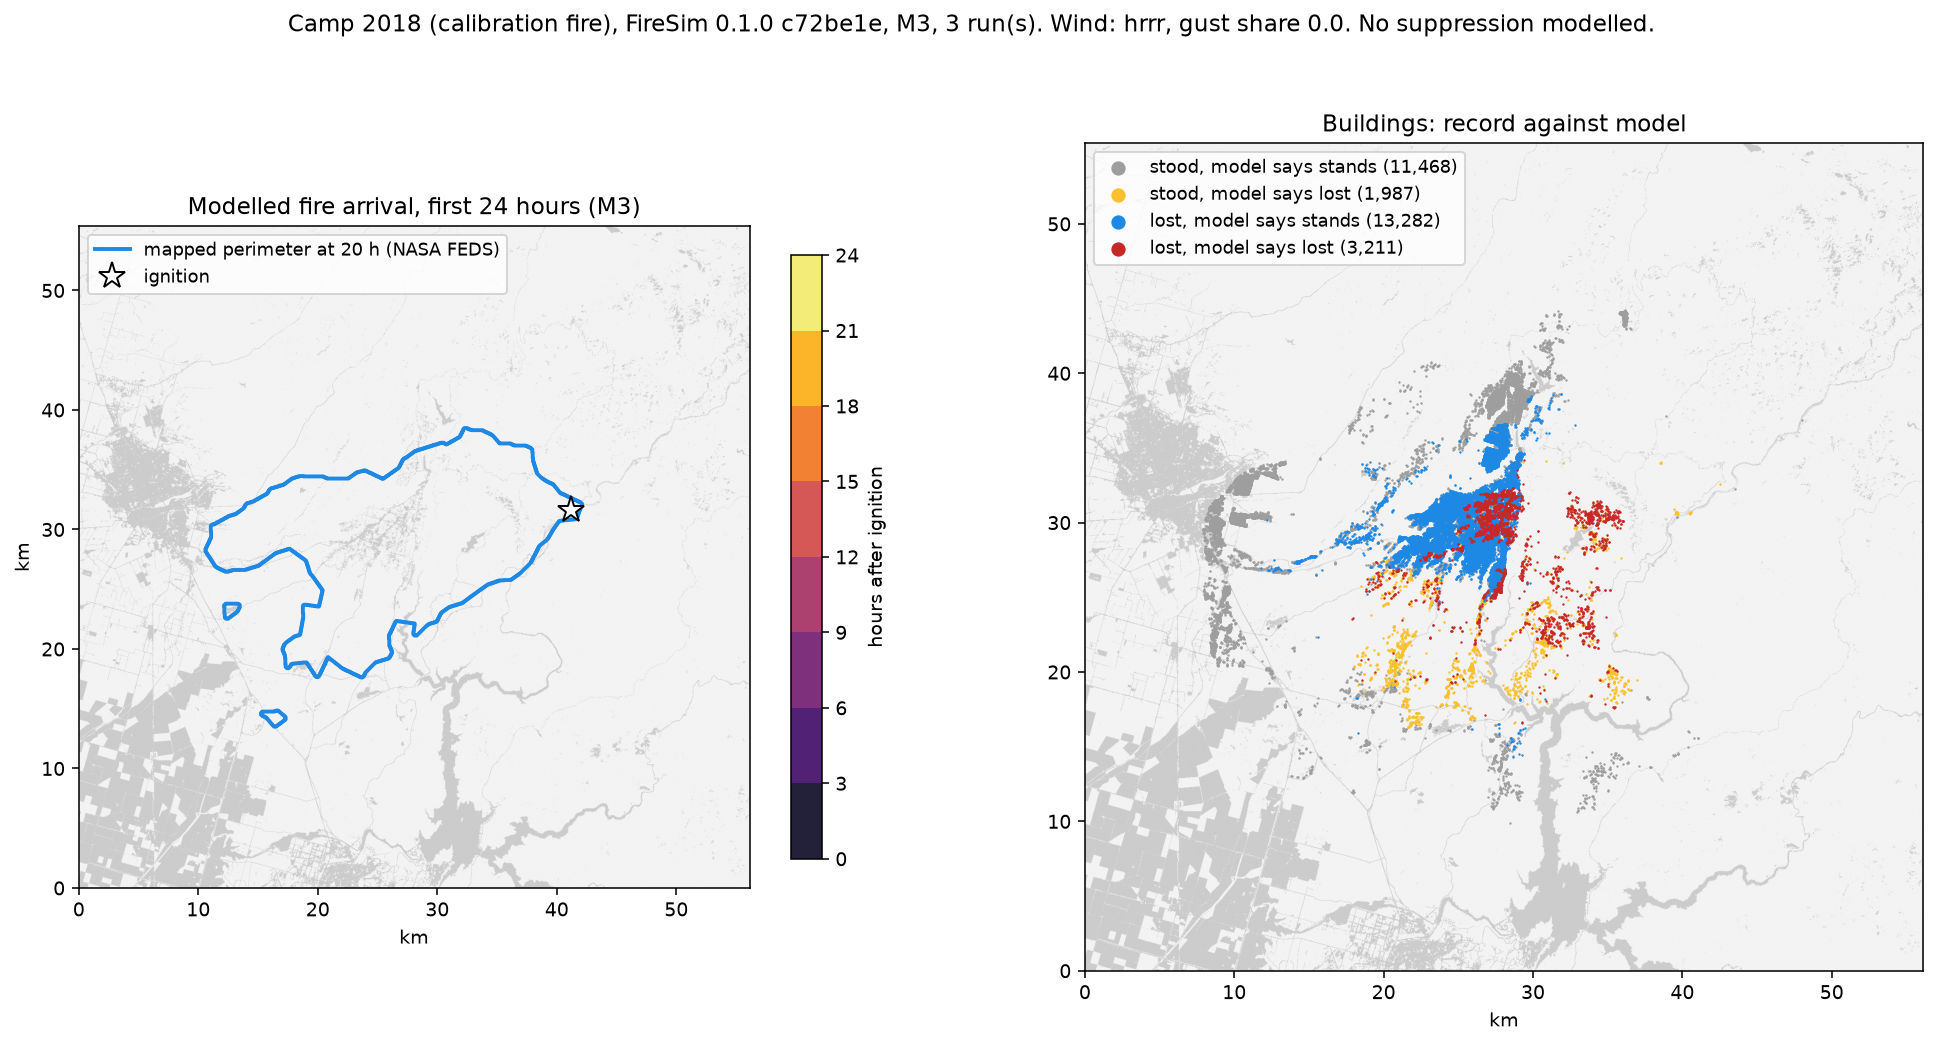 Camp 2018 (calibration fire), FireSim 0.1.0 c72be1e, M3, 3 run(s). Wind: hrrr, gust share 0.0. No suppression modelled.
Modelled fire arrival, first 24 hours (M3)
mapped perimeter at 20 h (NASA FEDS)
ignition
50
40
30
20
10
0
km
0 10 20 30 40 50
km
24
21
18
15
12
9
6
3
0
hours after ignition
Buildings: record against model
stood, model says stands (11,468)
stood, model says lost (1,987)
lost, model says stands (13,282)
lost, model says lost (3,211)
50
40
30
20
10
0
km
0 10 20 30 40 50
km